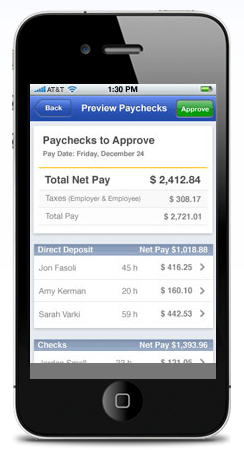 AT&T 1:30 PM
Back Preview Paychecks Approve
Paychecks to Approve
Pay Date: Friday, December 24
Total Net Pay $ 2,412.84
Taxes (Employer & Employee) $ 308.17
Total Pay $ 2,721.01
Direct Deposit Net Pay $1,018.88
Jon Fasoli 45 h $ 416.25
Amy Kerman 20 h $ 160.10
Sarah Varki 59 h $ 442.53
Checks Net Pay $1,393.96